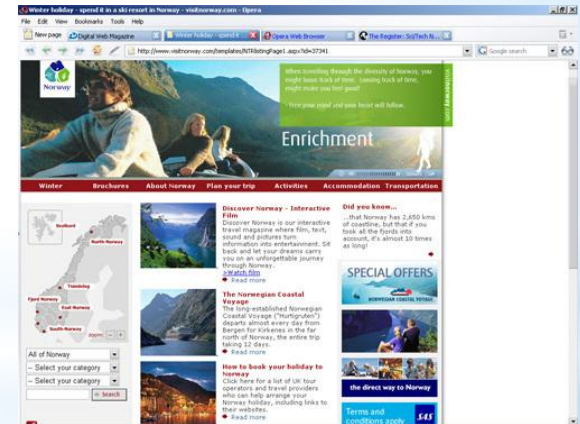 Winter holiday - spend it in a ski resort in Norway - visitnorway.com - Opera
File Edit View Bookmarks Tools Help
New page
Digital Web Magazine
Winter holiday - spend it
Opera Web Browser
The Register: Sci/Tech N...
http://www.visitnorway.com/templates/NTRlistingPage1.aspx?id=37341
Google search
Norway
When travelling through the diversity of Norway, you
might loose track of time. Loosing track of time,
might make you feel good!
- Free your mind and your heart will follow.
visitnorway.com
Enrichment
Winter Brochures About Norway Plan your trip Activities Accommodation Transportation
Svalbard
North Norway
Trøndelag
Fjord Norway
East Norway
South Norway
zoom:
All of Norway
-- Select your category
-- Select your category
Search
Discover Norway - Interactive
Film
Discover Norway is our interactive
travel magazine where film, text,
sound and pictures turn
information into entertainment. Sit
back and let your dreams carry
you on an unforgettable journey
through Norway.
>Watch film
Read more
The Norwegian Coastal
Voyage
The long-established Norwegian
Coastal Voyage ("Hurtigruten")
departs almost every day from
Bergen for Kirkenes in the far
north of Norway, the entire trip
taking 12 days.
Read more
How to book your holiday to
Norway
Click here for a list of UK tour
operators and travel providers
who can help arrange your
Norway holiday, including links to
their websites.
Read more
Did you know...
...that Norway has 2,650 kms
of coastline, but that if you
took all the fjords into
account, it's almost 10 times
as long!
SPECIAL OFFERS
NORWEGIAN COASTAL VOYAGE
the direct way to Norway
Terms and
conditions apply
SAS